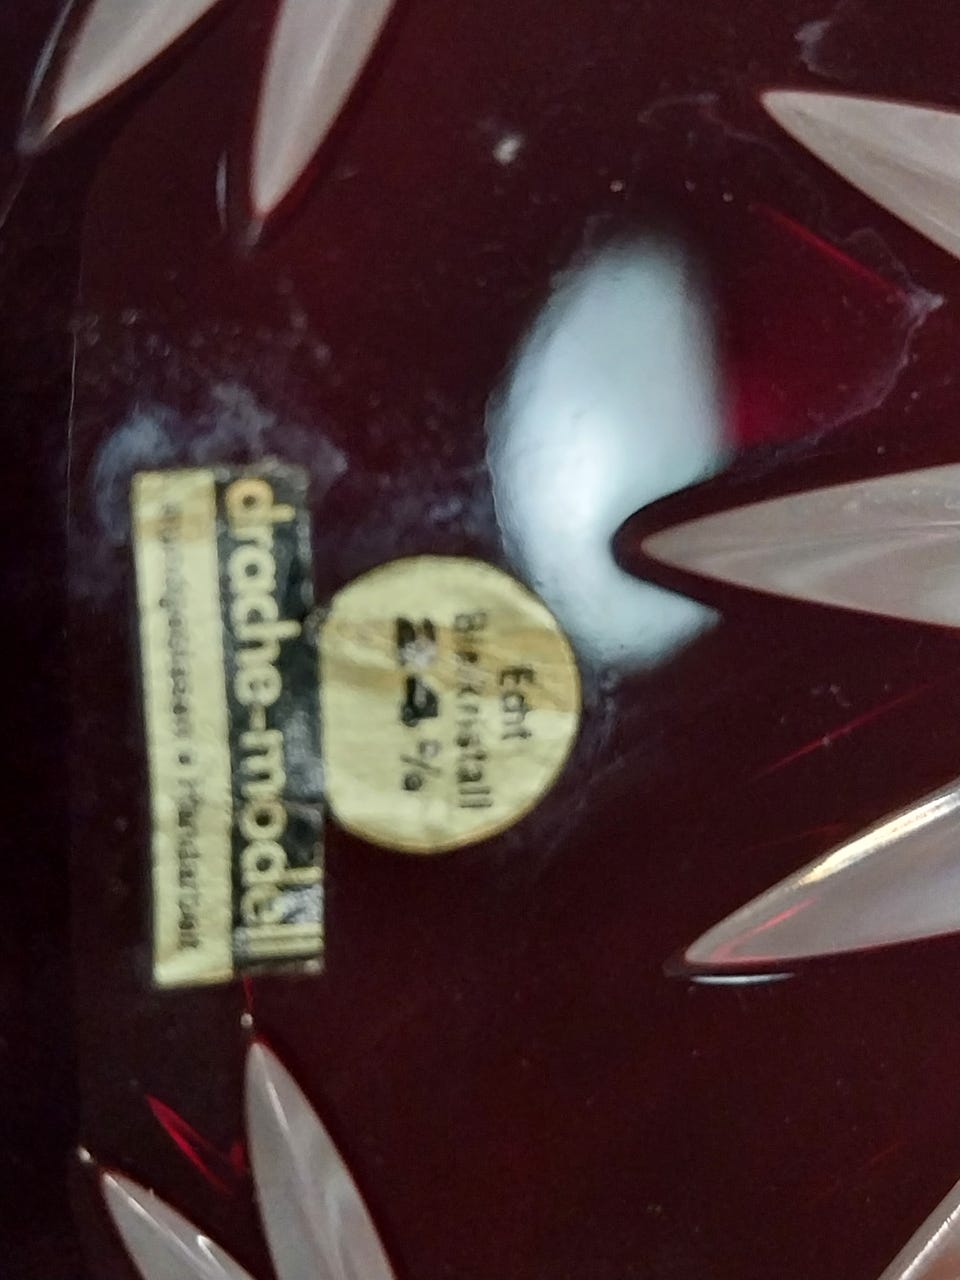 Echt
Bleikristall
24 %
drache-modell
Mundgeblasen • Handarbeit